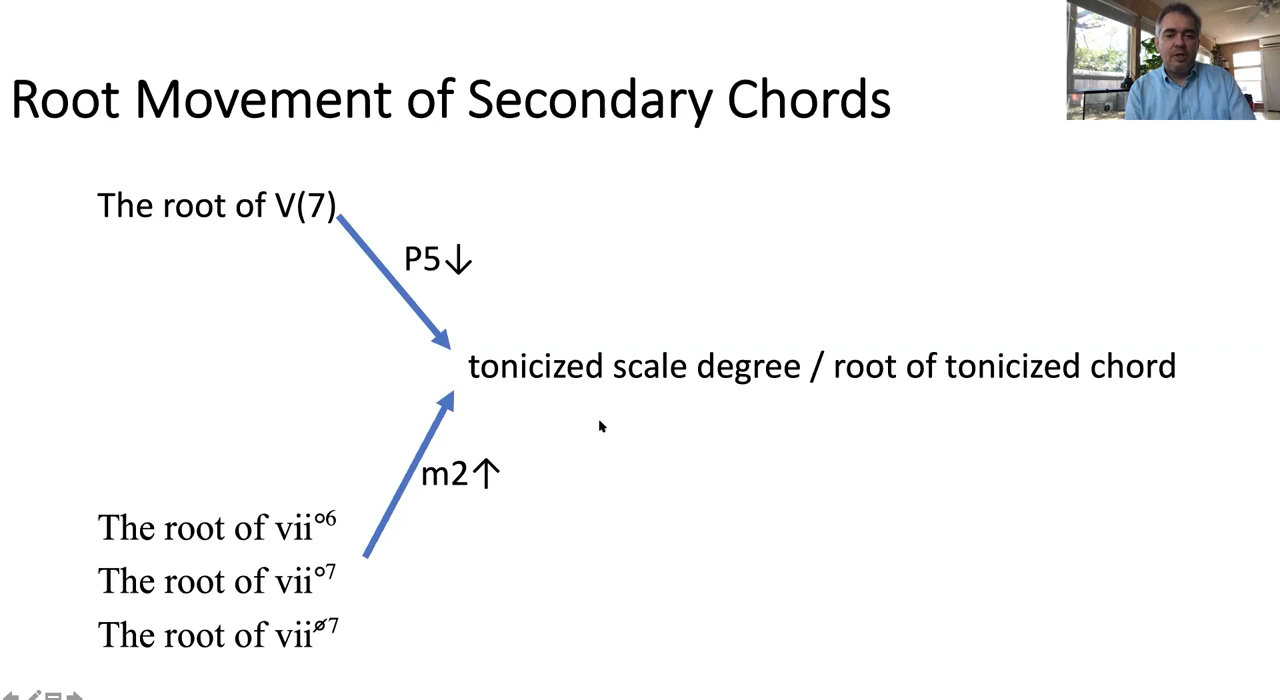 Root Movement of Secondary Chords
The root of V(7)
P5↓
tonicized scale degree / root of tonicized chord
m2↑
The root of vii°6
The root of vii°7
The root of viiø7